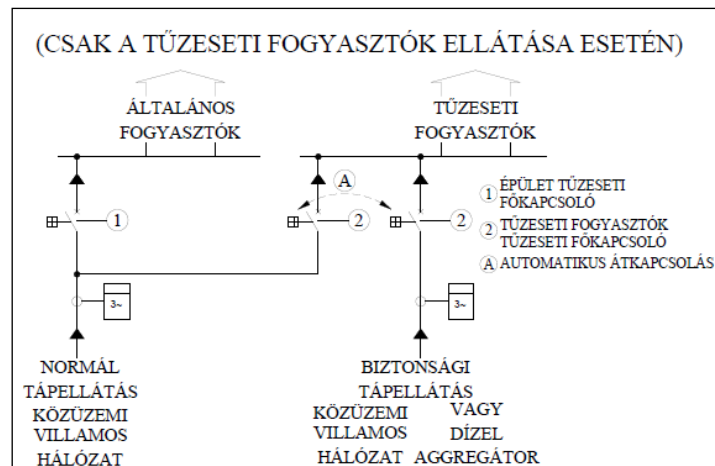 (CSAK A TŰZESETI FOGYASZTÓK ELLÁTÁSA ESETÉN)
ÁLTALÁNOS
FOGYASZTÓK
TŰZESETI
FOGYASZTÓK
A
1
2
2
1 ÉPÜLET TŰZESETI
FŐKAPCSOLÓ
2 TŰZESETI FOGYASZTÓK
TŰZESETI FŐKAPCSOLÓ
A AUTOMATIKUS ÁTKAPCSOLÁS
3~
3~
NORMÁL
TÁPELLÁTÁS
KÖZÜZEMI
VILLAMOS
HÁLÓZAT
BIZTONSÁGI
TÁPELLÁTÁS
KÖZÜZEMI
VILLAMOS
HÁLÓZAT
VAGY
DÍZEL
AGGREGÁTOR